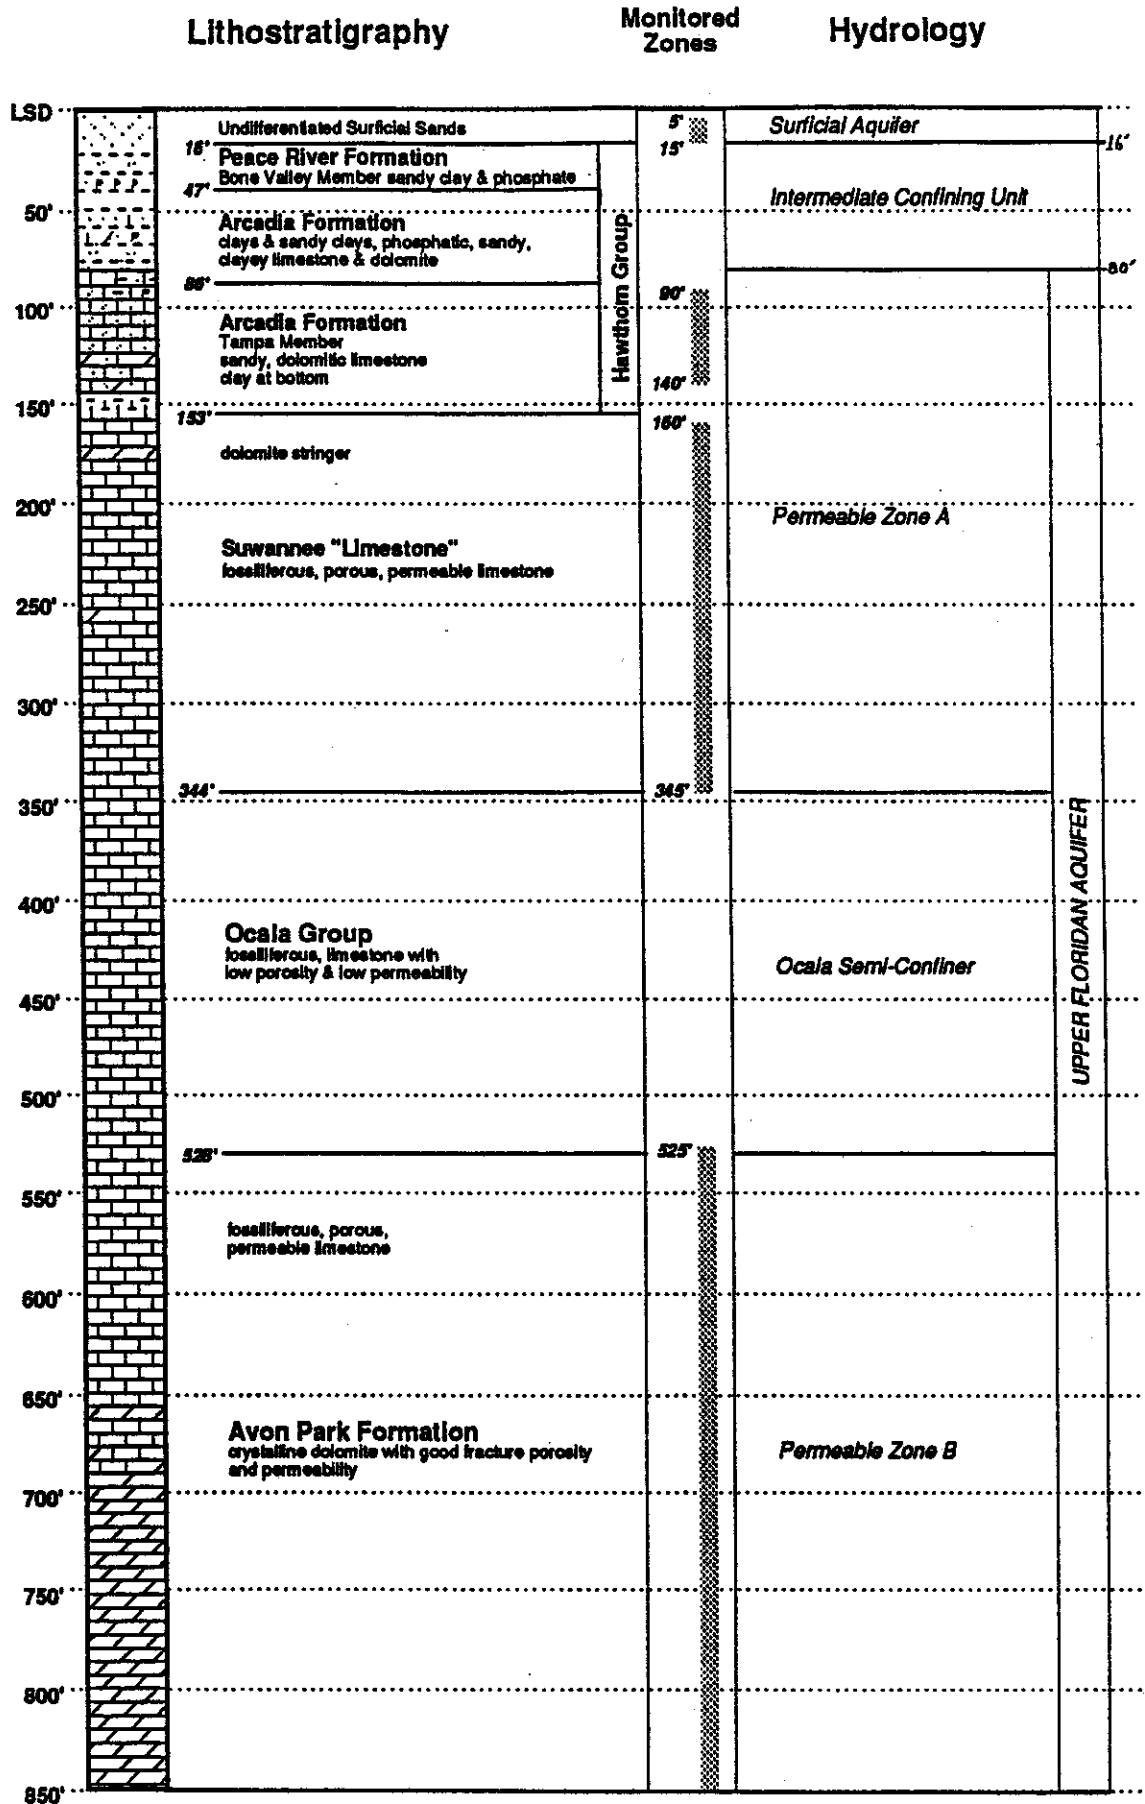 Lithostratigraphy
Monitored
Zones
Hydrology
LSD
Undifferentiated Surficial Sands
5'
Surficial Aquifer
16'
15'
16'
Peace River Formation
Bone Valley Member sandy clay & phosphate
47'
Intermediate Confining Unit
50'
Arcadia Formation
clays & sandy clays, phosphatic, sandy,
clayey limestone & dolomite
Hawthorn Group
80'
86'
90'
100'
Arcadia Formation
Tampa Member
sandy, dolomitic limestone
clay at bottom
140'
150'
153'
160'
dolomite stringer
200'
Permeable Zone A
Suwannee "Limestone"
fossiliferous, porous, permeable limestone
250'
300'
344'
345'
350'
UPPER FLORIDAN AQUIFER
400'
Ocala Group
fossiliferous, limestone with
low porosity & low permeability
Ocala Semi-Confiner
450'
500'
528'
525'
550'
fossiliferous, porous,
permeable limestone
600'
650'
Avon Park Formation
crystalline dolomite with good fracture porosity
and permeability
Permeable Zone B
700'
750'
800'
850'